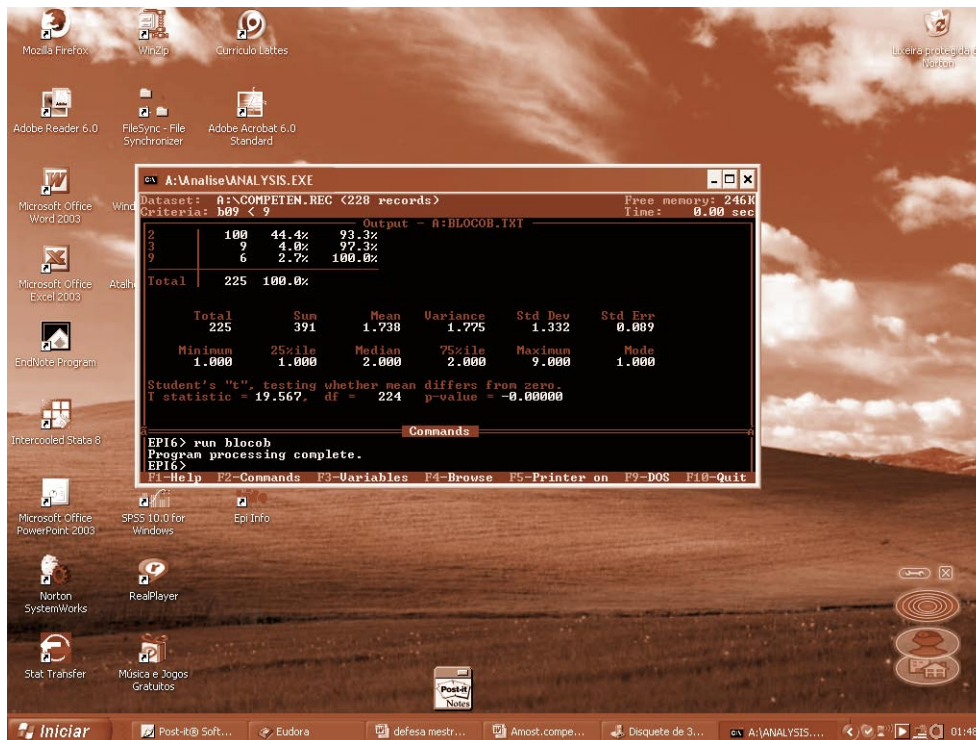 Mozilla Firefox
WinZip
Curriculo Lattes
Lixeira protegida
Norton
Adobe Reader 6.0
FileSync - File
Synchronizer
Adobe Acrobat 6.0
Standard
Microsoft Office
Word 2003
Wind
Microsoft Office
Excel 2003
Atalh
EndNote Program
Intercooled Stata 8
Microsoft Office
PowerPoint 2003
SPSS 10.0 for
Windows
Epi Info
Norton
SystemWorks
RealPlayer
Stat Transfer
Música e Jogos
Gratuitos
A:\Analise\ANALYSIS.EXE
Dataset: A:\COMPETEN.REC (228 records) Free memory: 246K
Criteria: b09 < 9 Time: 0.00 sec
Output - A:BLOCOB.TXT
2 100 44.4% 93.3%
3 9 4.0% 97.3%
9 6 2.7% 100.0%
Total 225 100.0%
Total Sum Mean Variance Std Dev Std Err
225 391 1.738 1.775 1.332 0.089
Minimum 25%ile Median 75%ile Maximum Mode
1.000 1.000 2.000 2.000 9.000 1.000
Student's "t", testing whether mean differs from zero.
T statistic = 19.567, df = 224 p-value = -0.00000
Commands
EPI6> run blocob
Program processing complete.
EPI6>
F1-Help F2-Commands F3-Variables F4-Browse F5-Printer on F9-DOS F10-Quit
Post-it
Notes
Iniciar
Post-it® Soft...
Eudora
defesa mestr...
Amost.compe...
Disquete de 3...
A:\ANALYSIS....